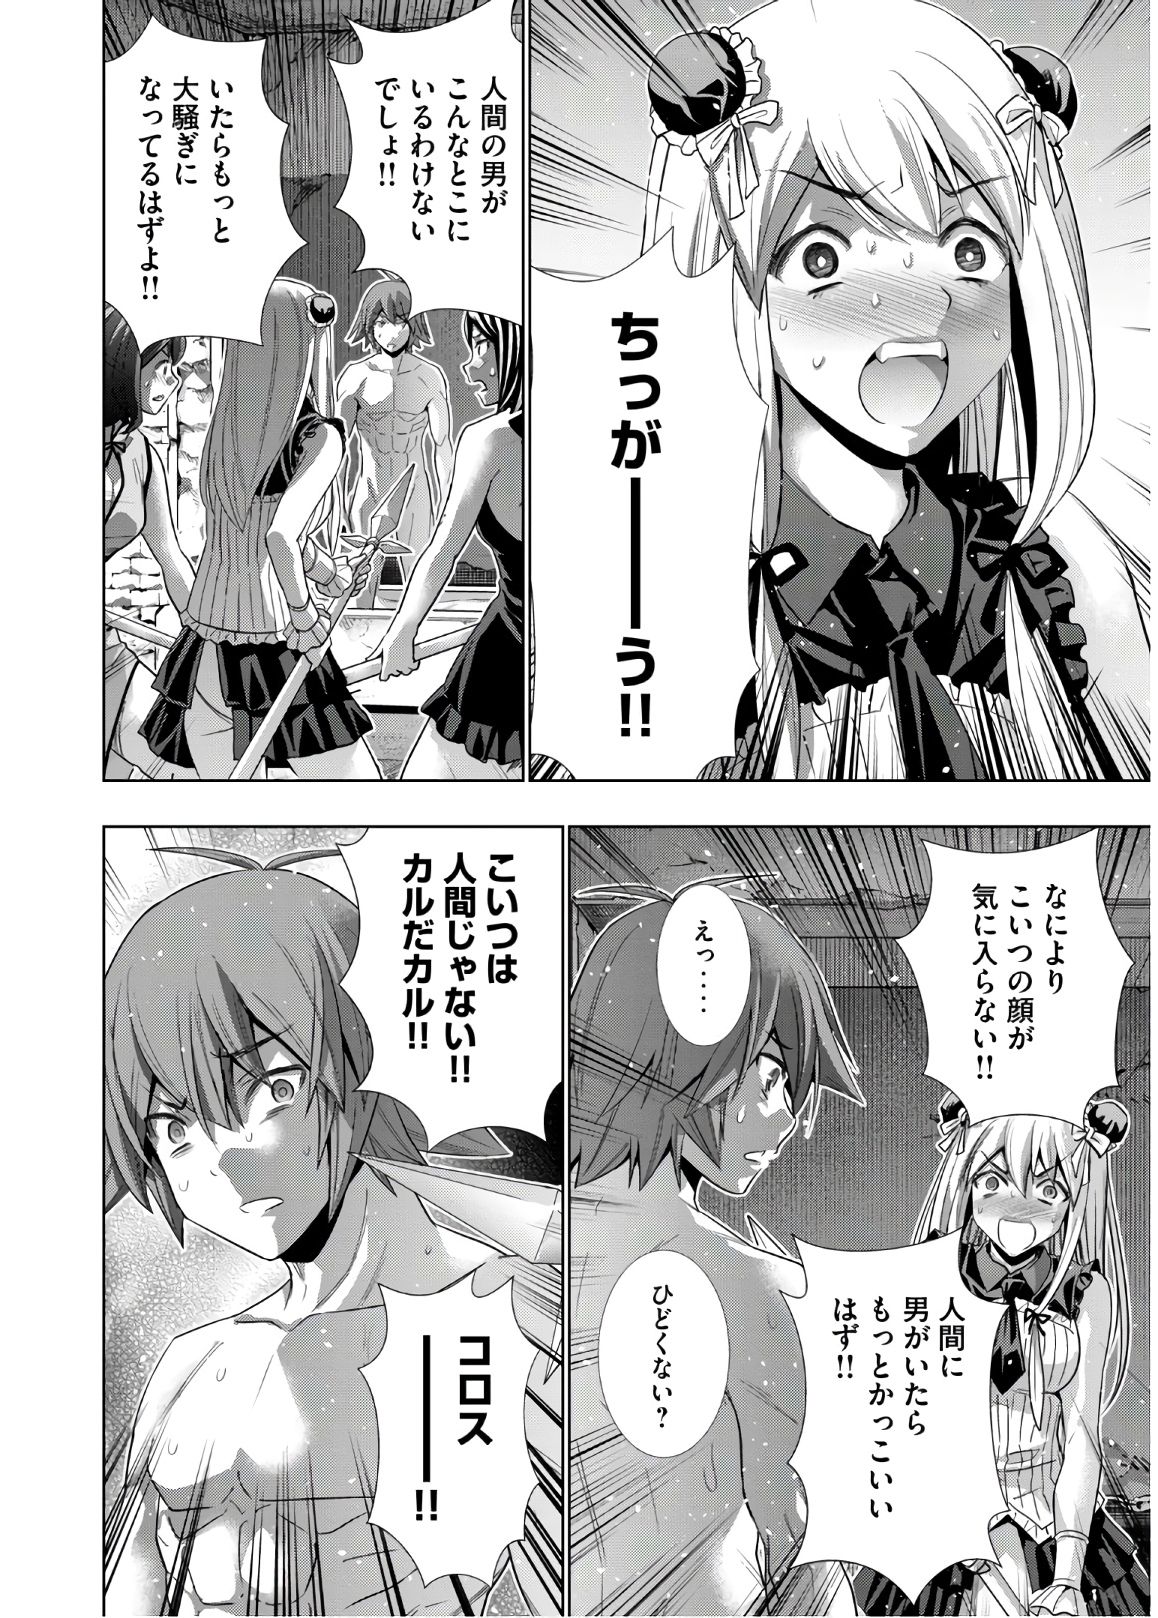 ちっがーーう!!
人間の男が
こんなとこに
いるわけない
でしょ!!
いたらもっと
大騒ぎに
なってるはずよ!!
なにより
こいつの顔が
気に入らない!!
人間に
男がいたら
もっとかっこいい
はず!!
えっ‥‥
ひどくない?
こいつは
人間じゃない!!
カルだカル!!
コロス
ーー!!